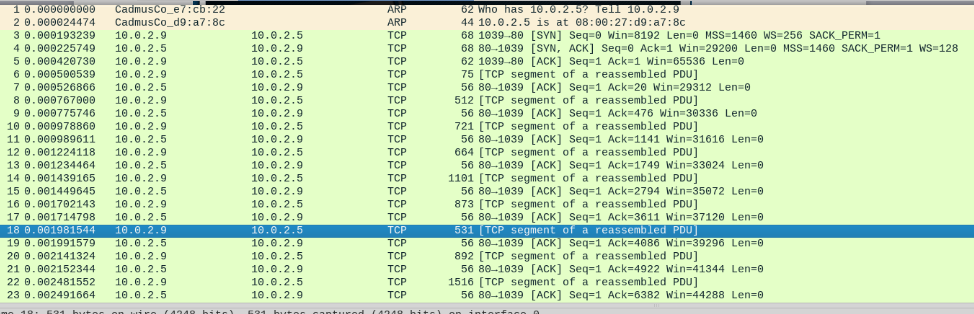 1 0.000000000 CadmusCo_e7:cb:22 ARP 62 Who has 10.0.2.5? Tell 10.0.2.9
2 0.000024474 CadmusCo_d9:a7:8c ARP 44 10.0.2.5 is at 08:00:27:d9:a7:8c
3 0.000193239 10.0.2.9 10.0.2.5 TCP 68 1039→80 [SYN] Seq=0 Win=8192 Len=0 MSS=1460 WS=256 SACK_PERM=1
4 0.000225749 10.0.2.5 10.0.2.9 TCP 68 80→1039 [SYN, ACK] Seq=0 Ack=1 Win=29200 Len=0 MSS=1460 SACK_PERM=1 WS=128
5 0.000420730 10.0.2.9 10.0.2.5 TCP 62 1039→80 [ACK] Seq=1 Ack=1 Win=65536 Len=0
6 0.000500539 10.0.2.9 10.0.2.5 TCP 75 [TCP segment of a reassembled PDU]
7 0.000526866 10.0.2.5 10.0.2.9 TCP 56 80→1039 [ACK] Seq=1 Ack=20 Win=29312 Len=0
8 0.000767000 10.0.2.9 10.0.2.5 TCP 512 [TCP segment of a reassembled PDU]
9 0.000775746 10.0.2.5 10.0.2.9 TCP 56 80→1039 [ACK] Seq=1 Ack=476 Win=30336 Len=0
10 0.000978860 10.0.2.9 10.0.2.5 TCP 721 [TCP segment of a reassembled PDU]
11 0.000989611 10.0.2.5 10.0.2.9 TCP 56 80→1039 [ACK] Seq=1 Ack=1141 Win=31616 Len=0
12 0.001224118 10.0.2.9 10.0.2.5 TCP 664 [TCP segment of a reassembled PDU]
13 0.001234464 10.0.2.5 10.0.2.9 TCP 56 80→1039 [ACK] Seq=1 Ack=1749 Win=33024 Len=0
14 0.001439165 10.0.2.9 10.0.2.5 TCP 1101 [TCP segment of a reassembled PDU]
15 0.001449645 10.0.2.5 10.0.2.9 TCP 56 80→1039 [ACK] Seq=1 Ack=2794 Win=35072 Len=0
16 0.001702143 10.0.2.9 10.0.2.5 TCP 873 [TCP segment of a reassembled PDU]
17 0.001714798 10.0.2.5 10.0.2.9 TCP 56 80→1039 [ACK] Seq=1 Ack=3611 Win=37120 Len=0
18 0.001981544 10.0.2.9 10.0.2.5 TCP 531 [TCP segment of a reassembled PDU]
19 0.001991579 10.0.2.5 10.0.2.9 TCP 56 80→1039 [ACK] Seq=1 Ack=4086 Win=39296 Len=0
20 0.002141324 10.0.2.9 10.0.2.5 TCP 892 [TCP segment of a reassembled PDU]
21 0.002152344 10.0.2.5 10.0.2.9 TCP 56 80→1039 [ACK] Seq=1 Ack=4922 Win=41344 Len=0
22 0.002481552 10.0.2.9 10.0.2.5 TCP 1516 [TCP segment of a reassembled PDU]
23 0.002491664 10.0.2.5 10.0.2.9 TCP 56 80→1039 [ACK] Seq=1 Ack=6382 Win=44288 Len=0
18: 531 bytes on wire (4248 bits), 531 bytes captured (4248 bits) on interface 0